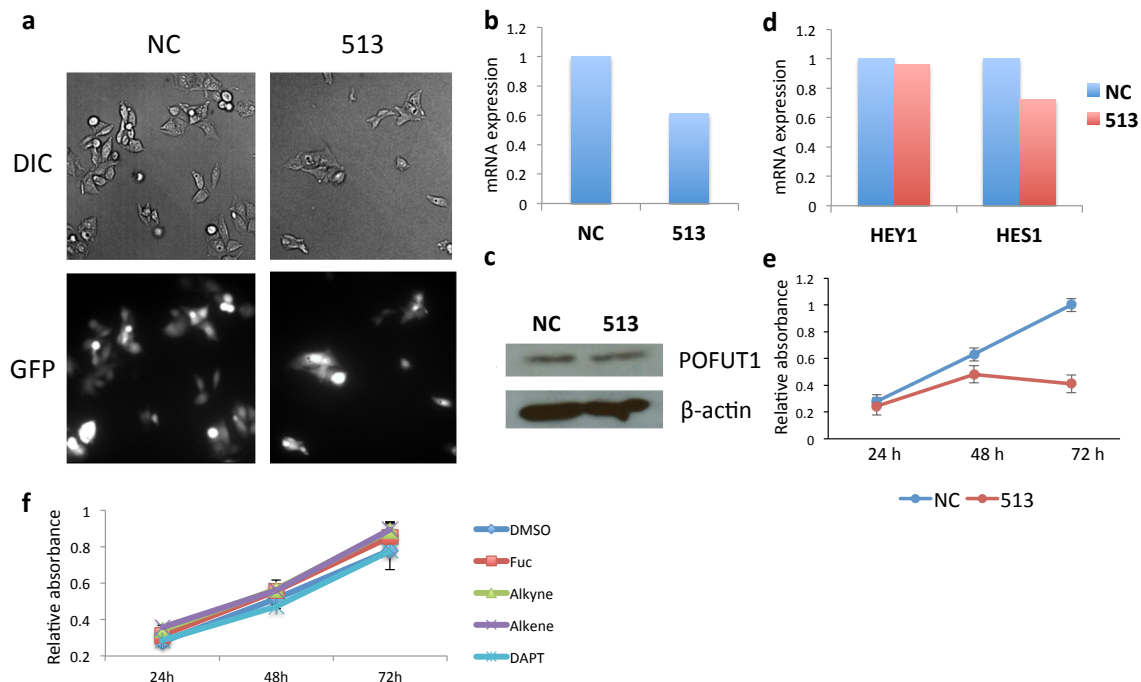 a
NC
513
DIC
GFP
b
mRNA expression
1.2
1
0.8
0.6
0.4
0.2
0
NC
513
c
NC
513
POFUT1
β-actin
d
mRNA expression
1.2
1
0.8
0.6
0.4
0.2
0
HEY1
HES1
NC
513
e
Relative absorbance
1.2
1
0.8
0.6
0.4
0.2
0
24 h
48 h
72 h
NC
513
f
Relative absorbance
1
0.8
0.6
0.4
0.2
24h
48h
72h
DMSO
Fuc
Alkyne
Alkene
DAPT